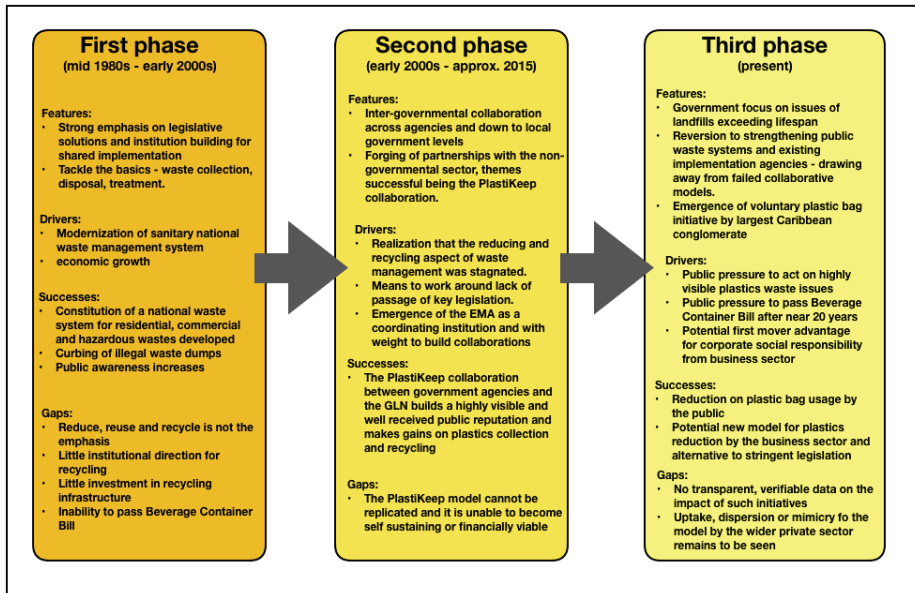 First phase
(mid 1980s - early 2000s)
Features:
• Strong emphasis on legislative
solutions and institution building for
shared implementation
• Tackle the basics - waste collection,
disposal, treatment.
Drivers:
• Modernization of sanitary national
waste management system
• economic growth
Successes:
• Constitution of a national waste
system for residential, commercial
and hazardous wastes developed
• Curbing of illegal waste dumps
• Public awareness increases
Gaps:
• Reduce, reuse and recycle is not the
emphasis
• Little institutional direction for
recycling
• Little investment in recycling
infrastructure
• Inability to pass Beverage Container
Bill
Second phase
(early 2000s - approx. 2015)
Features:
• Inter-governmental collaboration
across agencies and down to local
government levels
• Forging of partnerships with the non-
governmental sector, themes
successful being the PlastiKeep
collaboration.
Drivers:
• Realization that the reducing and
recycling aspect of waste
management was stagnated.
• Means to work around lack of
passage of key legislation.
• Emergence of the EMA as a
coordinating institution and with
weight to build collaborations
Successes:
• The PlastiKeep collaboration
between government agencies and
the GLN builds a highly visible and
well received public reputation and
makes gains on plastics collection
and recycling
Gaps:
• The PlastiKeep model cannot be
replicated and it is unable to become
self sustaining or financially viable
Third phase
(present)
Features:
• Government focus on issues of
landfills exceeding lifespan
• Reversion to strengthening public
waste systems and existing
implementation agencies - drawing
away from failed collaborative
models.
• Emergence of voluntary plastic bag
initiative by largest Caribbean
conglomerate
Drivers:
• Public pressure to act on highly
visible plastics waste issues
• Public pressure to pass Beverage
Container Bill after near 20 years
• Potential first mover advantage
for corporate social responsibility
from business sector
Successes:
• Reduction on plastic bag usage by
the public
• Potential new model for plastics
reduction by the business sector and
alternative to stringent legislation
Gaps:
• No transparent, verifiable data on the
impact of such initiatives
• Uptake, dispersion or mimicry fo the
model by the wider private sector
remains to be seen